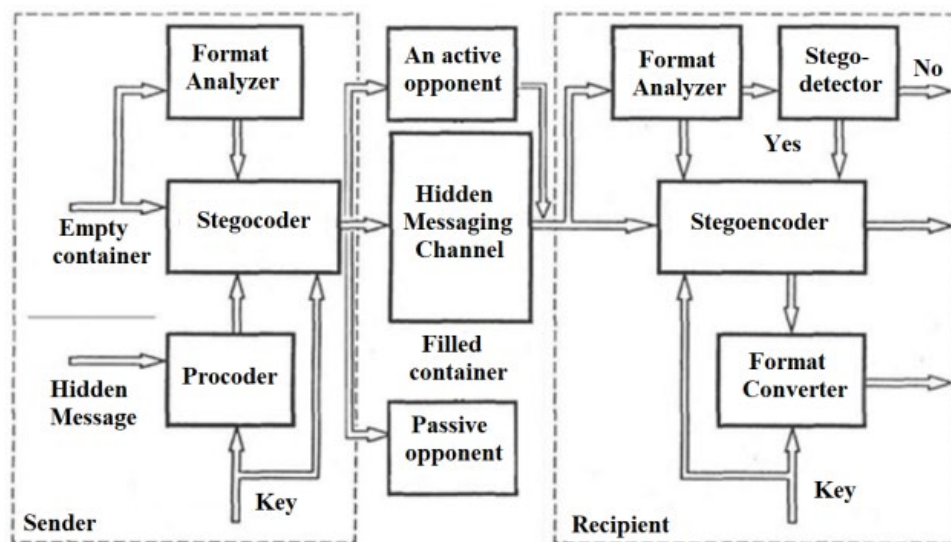 Format
Analyzer
An active
opponent
Format
Analyzer
Stego-
detector
No
Yes
Stegocoder
Hidden
Messaging
Channel
Stegoencoder
Empty
container
Filled
container
Procoder
Format
Converter
Hidden
Message
Passive
opponent
Key
Key
Sender
Recipient